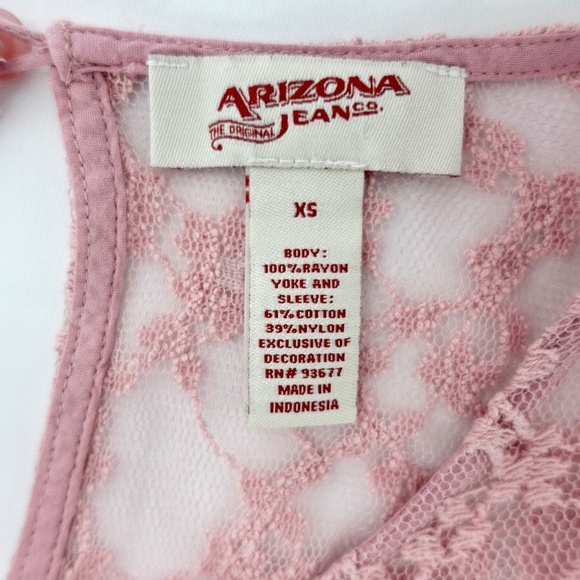 ARIZONA
THE ORIGINAL JEAN CO.
XS
BODY:
100%RAYON
YOKE AND
SLEEVE:
61%COTTON
39%NYLON
EXCLUSIVE OF
DECORATION
RN# 93677
MADE IN
INDONESIA